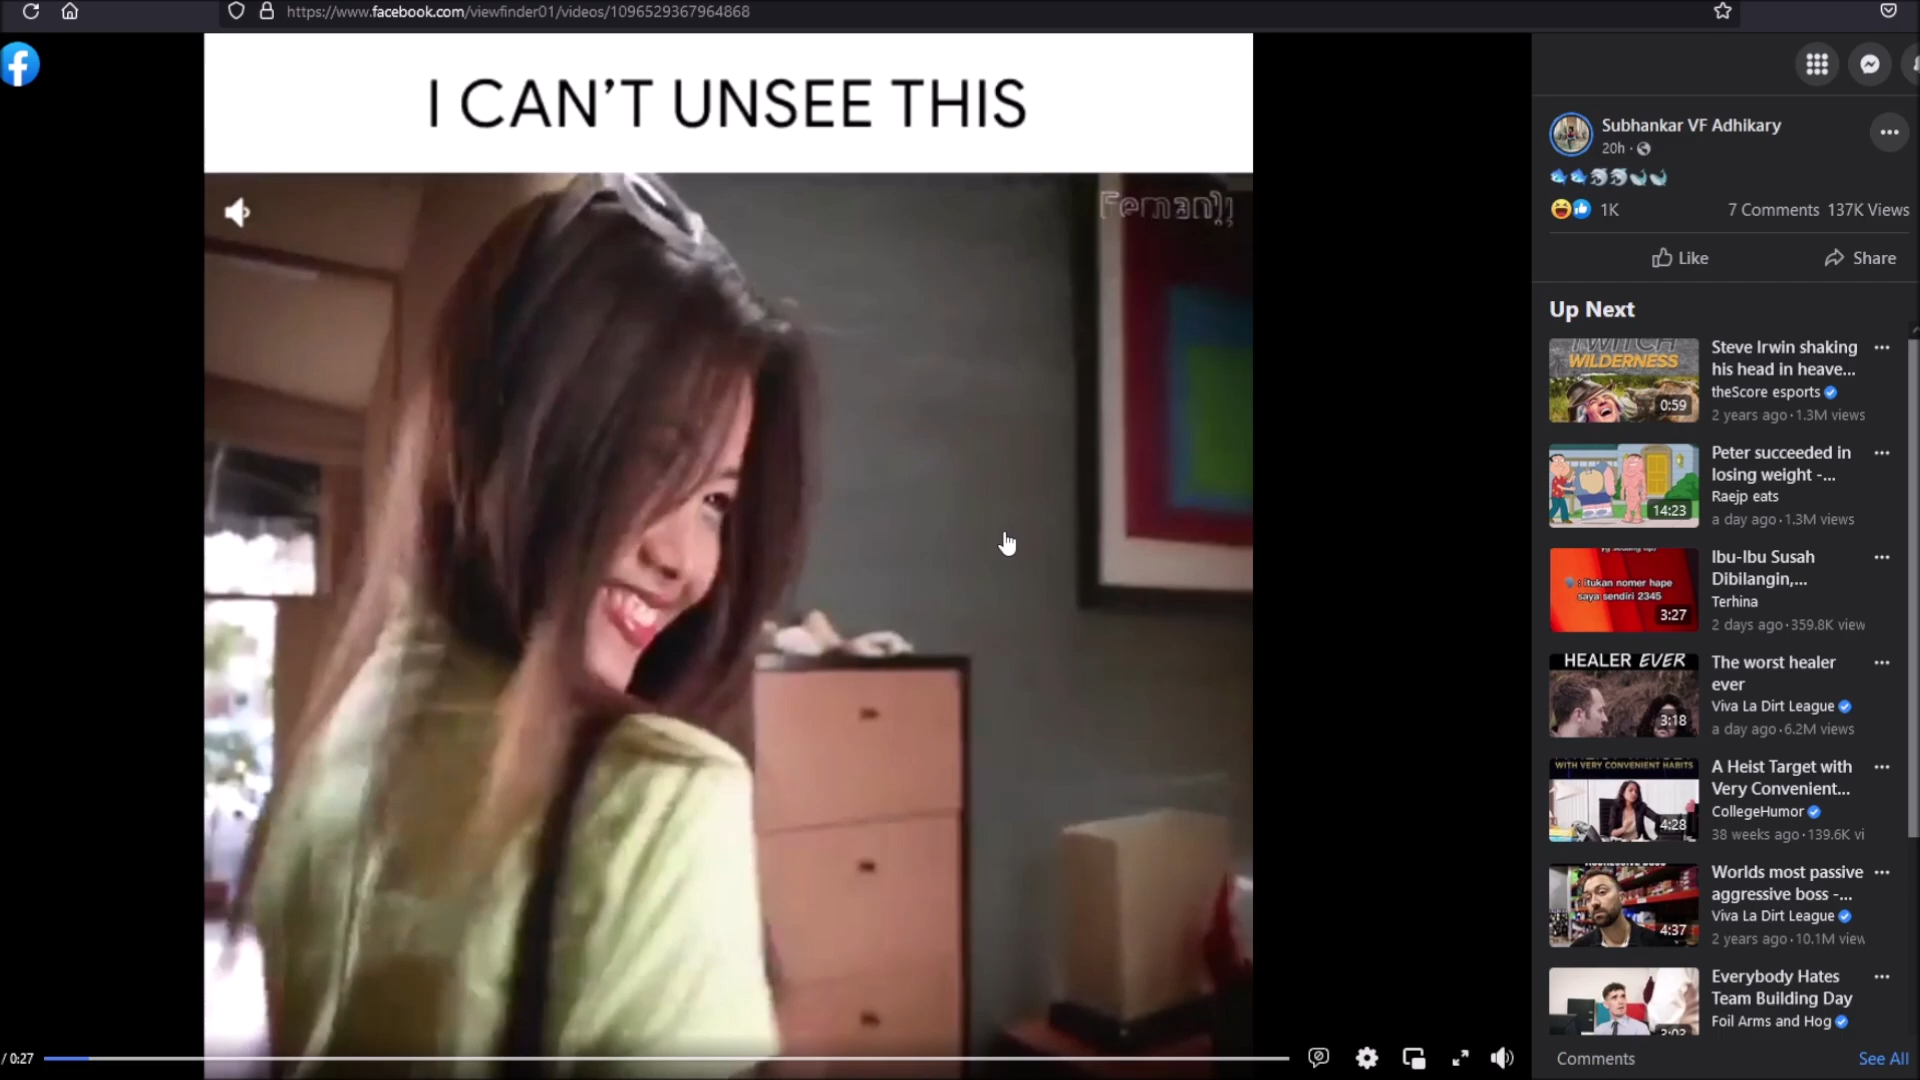 https://www.facebook.com/viewfinder01/videos/1096529367964868
I CAN'T UNSEE THIS
Subhankar VF Adhikary
20h ·
1K
7 Comments 137K Views
Like
Share
Up Next
WILDERNESS
0:59
Steve Irwin shaking
his head in heave...
theScore esports
2 years ago · 1.3M views
14:23
Peter succeeded in
losing weight -...
Raejp eats
a day ago · 1.3M views
: itukan nomer hape
saya sendiri 2345
3:27
Ibu-Ibu Susah
Dibilangin,...
Terhina
2 days ago · 359.8K view
HEALER EVER
3:18
The worst healer
ever
Viva La Dirt League
a day ago · 6.2M views
WITH VERY CONVENIENT HABITS
4:28
A Heist Target with
Very Convenient...
CollegeHumor
38 weeks ago · 139.6K vi
4:37
Worlds most passive
aggressive boss -...
Viva La Dirt League
2 years ago · 10.1M view
Everybody Hates
Team Building Day
Foil Arms and Hog
/ 0:27
Comments
See All